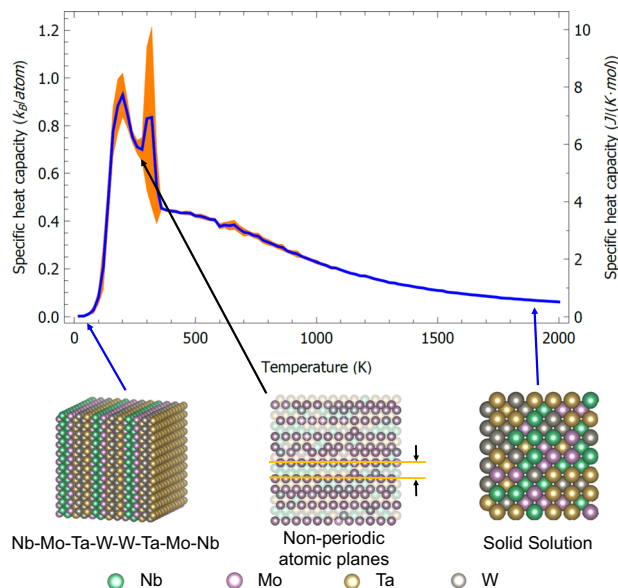 Specific heat capacity (k_B/atom)
1.2
1.0
0.8
0.6
0.4
0.2
0.0
Specific heat capacity (J/(K·mol))
10
8
6
4
2
0
0 500 1000 1500 2000
Temperature (K)
Nb-Mo-Ta-W-W-Ta-Mo-Nb
Non-periodic
atomic planes
Solid Solution
Nb Mo Ta W